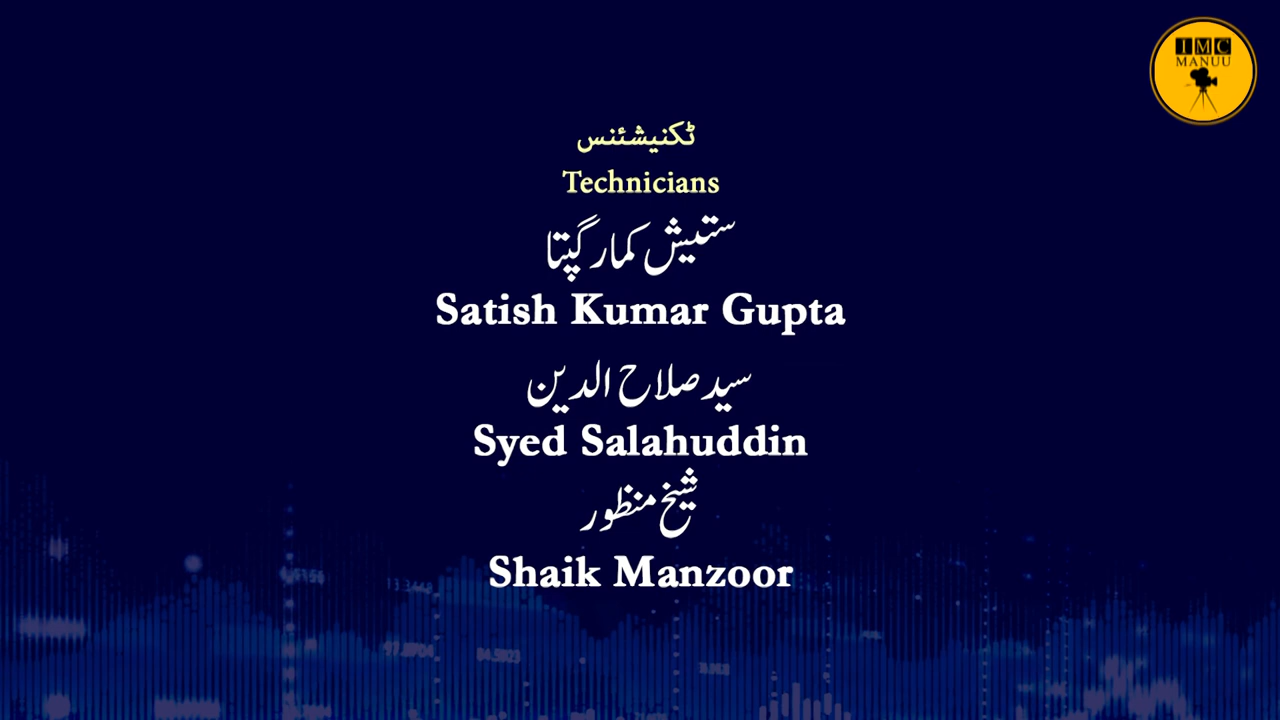 IMC
MANUU
ٹکنیشئنس
Technicians
ستیش کمار گپتا
Satish Kumar Gupta
سید صلاح الدین
Syed Salahuddin
شیخ منظور
Shaik Manzoor